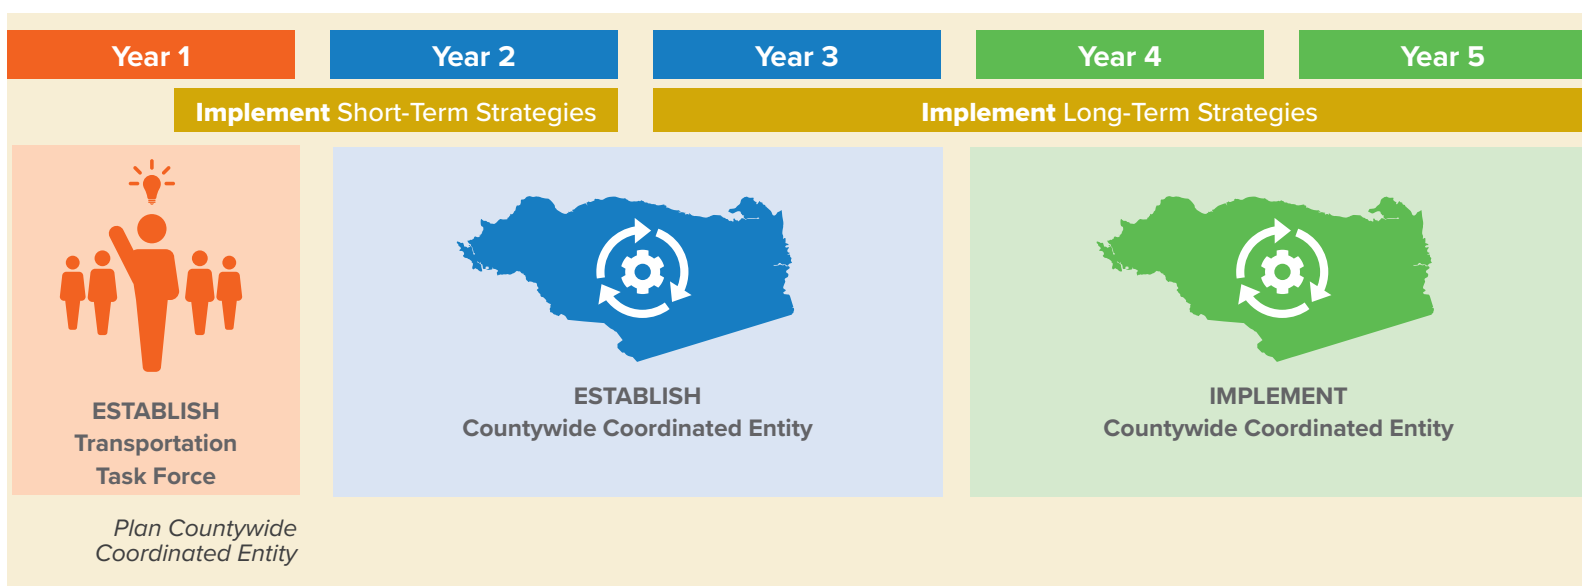 Year 1
Year 2
Year 3
Year 4
Year 5
Implement Short-Term Strategies
Implement Long-Term Strategies
ESTABLISH
Transportation
Task Force
Plan Countywide
Coordinated Entity
ESTABLISH
Countywide Coordinated Entity
IMPLEMENT
Countywide Coordinated Entity